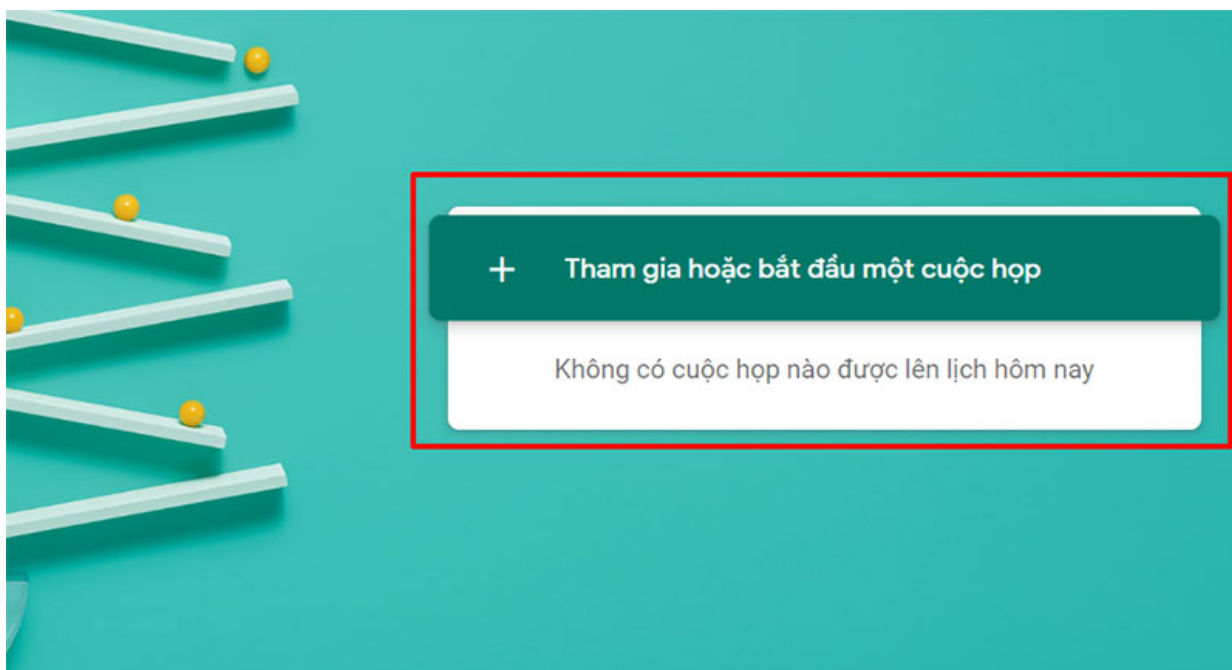 + Tham gia hoặc bắt đầu một cuộc họp
Không có cuộc họp nào được lên lịch hôm nay